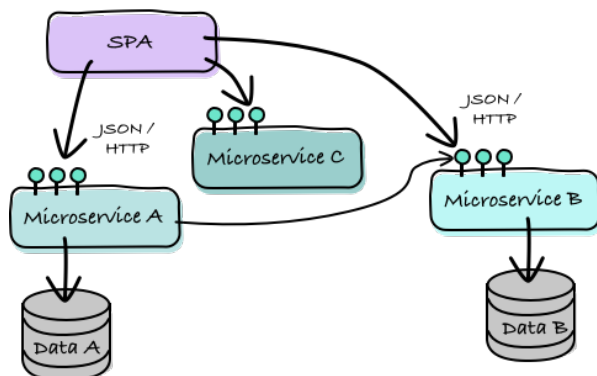 SPA
JSON /
HTTP
JSON /
HTTP
Microservice C
Microservice A
Microservice B
Data A
Data B